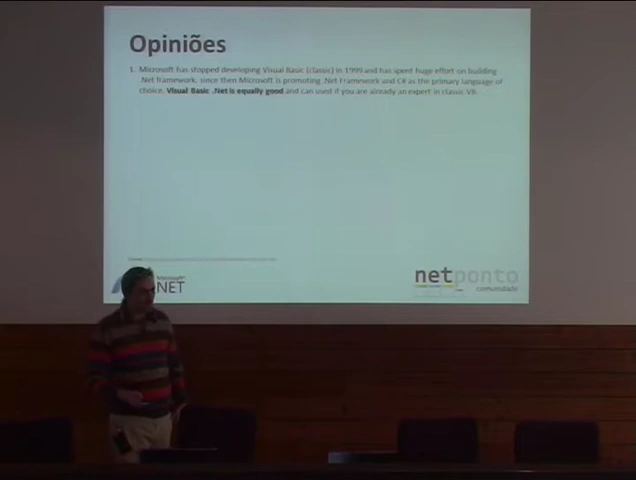 Opiniões
1. Microsoft has stopped developing Visual Basic (classic) in 1999 and has spent huge effort on building
.Net framework, since then Microsoft is promoting .Net Framework and C# as the primary language of
choice. Visual Basic .Net is equally good and can used if you are already an expert in classic VB.
Microsoft
NET
netponto
comunidade